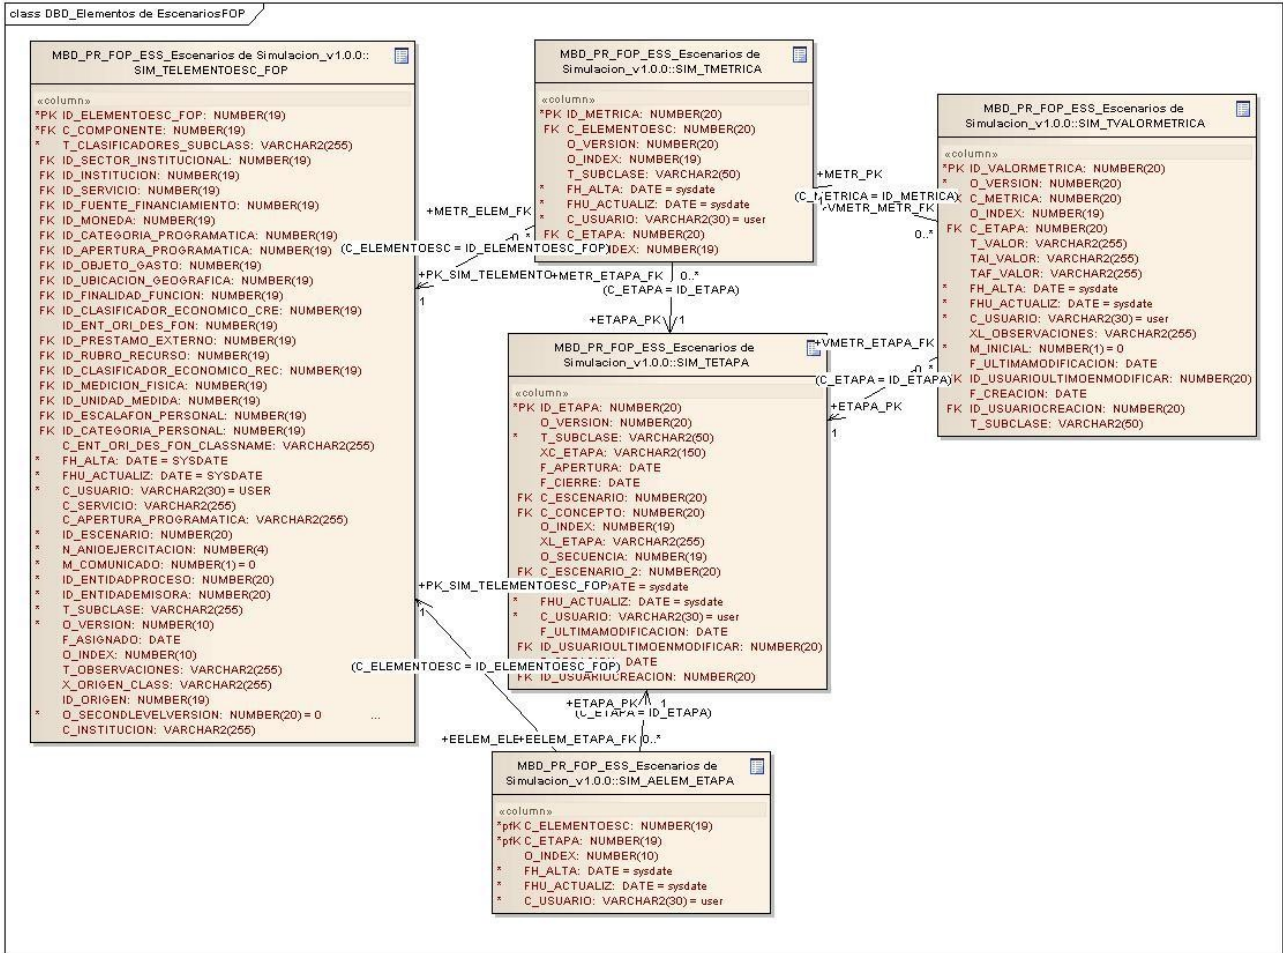 class DBD_Elementos de EscenariosFOP
MBD_PR_FOP_ESS_Escenarios de Simulacion_v1.0.0::
SIM_TELEMENTOESC_FOP
«column»
*PK ID_ELEMENTOESC_FOP: NUMBER(19)
*FK C_COMPONENTE: NUMBER(19)
* T_CLASIFICADORES_SUBCLASS: VARCHAR2(255)
FK ID_SECTOR_INSTITUCIONAL: NUMBER(19)
FK ID_INSTITUCION: NUMBER(19)
FK ID_SERVICIO: NUMBER(19)
FK ID_FUENTE_FINANCIAMIENTO: NUMBER(19)
FK ID_MONEDA: NUMBER(19)
FK ID_CATEGORIA_PROGRAMATICA: NUMBER(19)
FK ID_APERTURA_PROGRAMATICA: NUMBER(19)
FK ID_OBJETO_GASTO: NUMBER(19)
FK ID_UBICACION_GEOGRAFICA: NUMBER(19)
FK ID_FINALIDAD_FUNCION: NUMBER(19)
FK ID_CLASIFICADOR_ECONOMICO_CRE: NUMBER(19)
ID_ENT_ORI_DES_FON: NUMBER(19)
FK ID_PRESTAMO_EXTERNO: NUMBER(19)
FK ID_RUBRO_RECURSO: NUMBER(19)
FK ID_CLASIFICADOR_ECONOMICO_REC: NUMBER(19)
FK ID_MEDICION_FISICA: NUMBER(19)
FK ID_UNIDAD_MEDIDA: NUMBER(19)
FK ID_ESCALAFON_PERSONAL: NUMBER(19)
FK ID_CATEGORIA_PERSONAL: NUMBER(19)
C_ENT_ORI_DES_FON_CLASSNAME: VARCHAR2(255)
* FH_ALTA: DATE = SYSDATE
* FHU_ACTUALIZ: DATE = SYSDATE
* C_USUARIO: VARCHAR2(30) = USER
C_SERVICIO: VARCHAR2(255)
C_APERTURA_PROGRAMATICA: VARCHAR2(255)
* ID_ESCENARIO: NUMBER(20)
* N_ANIOEJERCITACION: NUMBER(4)
* M_COMUNICADO: NUMBER(1) = 0
* ID_ENTIDADPROCESO: NUMBER(20)
* ID_ENTIDADEMISORA: NUMBER(20)
* T_SUBCLASE: VARCHAR2(255)
* O_VERSION: NUMBER(10)
F_ASIGNADO: DATE
O_INDEX: NUMBER(10)
T_OBSERVACIONES: VARCHAR2(255)
X_ORIGEN_CLASS: VARCHAR2(255)
ID_ORIGEN: NUMBER(19)
* O_SECONDLEVELVERSION: NUMBER(20) = 0 ...
C_INSTITUCION: VARCHAR2(255)
MBD_PR_FOP_ESS_Escenarios de
Simulacion_v1.0.0::SIM_TMETRICA
«column»
*PK ID_METRICA: NUMBER(20)
FK C_ELEMENTOESC: NUMBER(20)
O_VERSION: NUMBER(20)
O_INDEX: NUMBER(19)
T_SUBCLASE: VARCHAR2(50)
* FH_ALTA: DATE = sysdate
* FHU_ACTUALIZ: DATE = sysdate
* C_USUARIO: VARCHAR2(30) = user
FK C_ETAPA: NUMBER(20)
NUMBER(19)
MBD_PR_FOP_ESS_Escenarios de
Simulacion_v1.0.0::SIM_TVALORMETRICA
«column»
*PK ID_VALORMETRICA: NUMBER(20)
* O_VERSION: NUMBER(20)
C_METRICA: NUMBER(20)
O_INDEX: NUMBER(19)
FK C_ETAPA: NUMBER(20)
T_VALOR: VARCHAR2(255)
TAI_VALOR: VARCHAR2(255)
TAF_VALOR: VARCHAR2(255)
* FH_ALTA: DATE = sysdate
* FHU_ACTUALIZ: DATE = sysdate
* C_USUARIO: VARCHAR2(30) = user
XL_OBSERVACIONES: VARCHAR2(255)
* M_INICIAL: NUMBER(1) = 0
F_ULTIMAMODIFICACION: DATE
ID_USUARIOULTIMOENMODIFICAR: NUMBER(20)
F_CREACION: DATE
FK ID_USUARIOCREACION: NUMBER(20)
T_SUBCLASE: VARCHAR2(50)
+METR_PK
(C_METRICA = ID_METRICA)
+VMETR_METR_FK
0..*
+METR_ELEM_FK
(C_ELEMENTOESC = ID_ELEMENTOESC_FOP)
+PK_SIM_TELEMENTO
1
+METR_ETAPA_FK 0..*
(C_ETAPA = ID_ETAPA)
+ETAPA_PK 1
MBD_PR_FOP_ESS_Escenarios de
Simulacion_v1.0.0::SIM_TETAPA
«column»
*PK ID_ETAPA: NUMBER(20)
O_VERSION: NUMBER(20)
* T_SUBCLASE: VARCHAR2(50)
XC_ETAPA: VARCHAR2(150)
F_APERTURA: DATE
F_CIERRE: DATE
FK C_ESCENARIO: NUMBER(20)
FK C_CONCEPTO: NUMBER(20)
O_INDEX: NUMBER(19)
XL_ETAPA: VARCHAR2(255)
O_SECUENCIA: NUMBER(19)
FK C_ESCENARIO_2: NUMBER(20)
= sysdate
* FHU_ACTUALIZ: DATE = sysdate
* C_USUARIO: VARCHAR2(30) = user
F_ULTIMAMODIFICACION: DATE
FK ID_USUARIOULTIMOENMODIFICAR: NUMBER(20)
DATE
FK ID_USUARIOCREACION: NUMBER(20)
+VMETR_ETAPA_FK
(C_ETAPA = ID_ETAPA)
+ETAPA_PK
1
+PK_SIM_TELEMENTOESC_FOP
1
(C_ELEMENTOESC = ID_ELEMENTOESC_FOP)
+ETAPA_PK 1
(C_ETAPA = ID_ETAPA)
+EELEM_ELE+EELEM_ETAPA_FK 0..*
MBD_PR_FOP_ESS_Escenarios de
Simulacion_v1.0.0::SIM_AELEM_ETAPA
«column»
*pfK C_ELEMENTOESC: NUMBER(19)
*pfK C_ETAPA: NUMBER(19)
O_INDEX: NUMBER(10)
* FH_ALTA: DATE = sysdate
* FHU_ACTUALIZ: DATE = sysdate
* C_USUARIO: VARCHAR2(30) = user